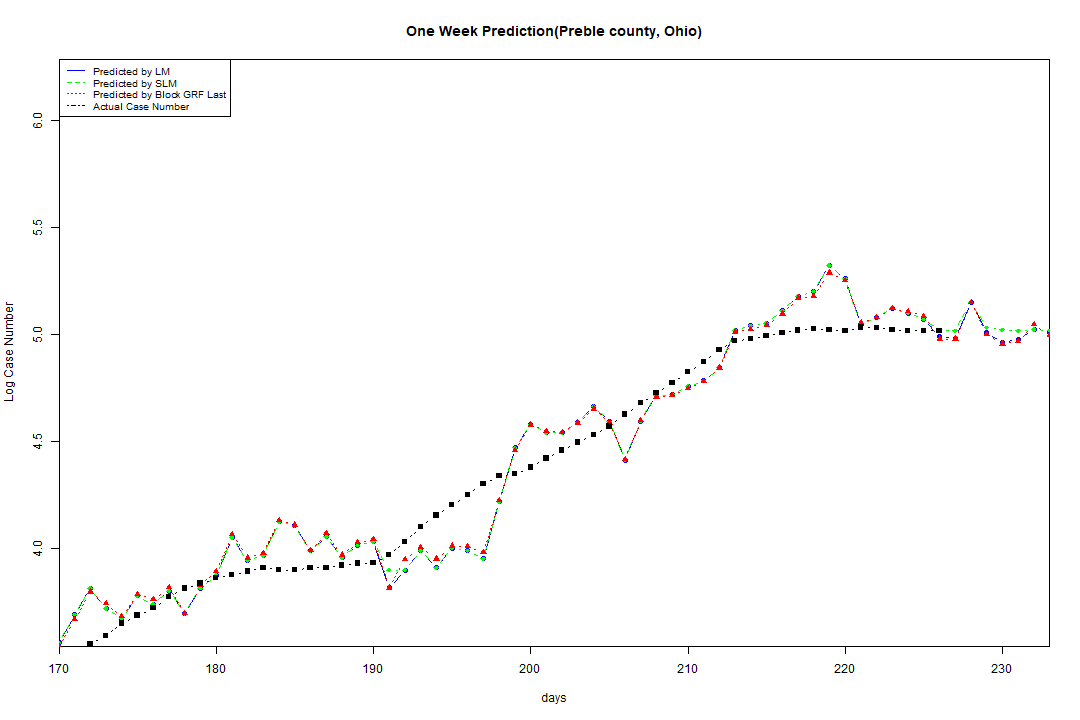 One Week Prediction(Preble county, Ohio)
Predicted by LM
Predicted by SLM
Predicted by Block GRF Last
Actual Case Number
6.0
5.5
5.0
4.5
4.0
Log Case Number
170 180 190 200 210 220 230
days